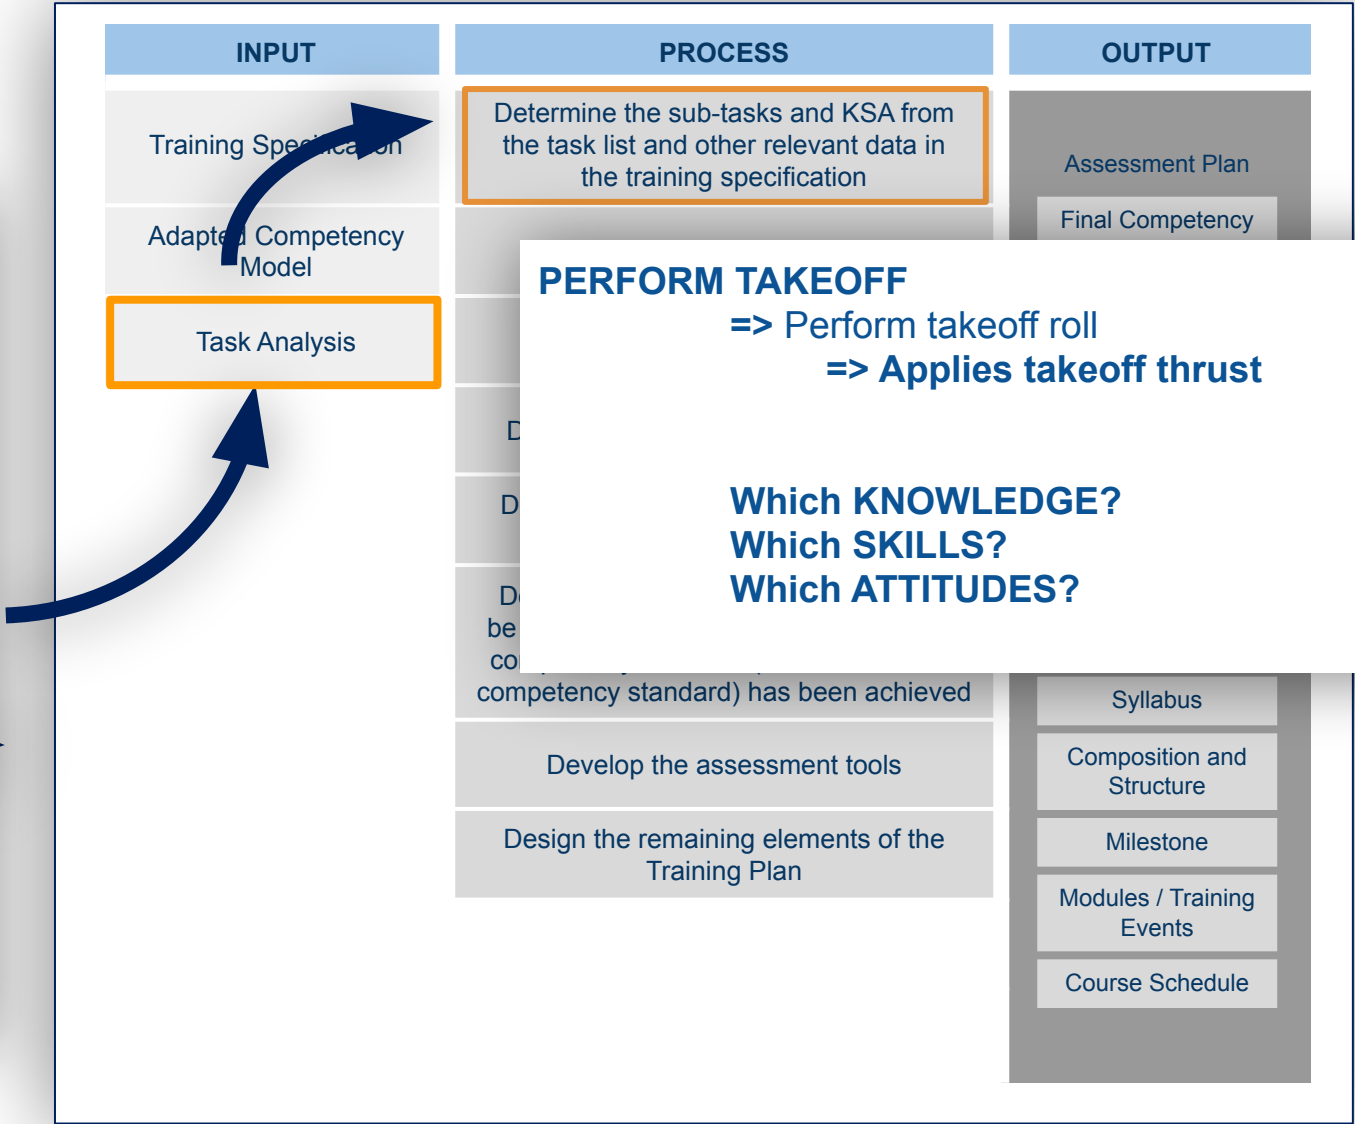 INPUT
PROCESS
OUTPUT
Training Specification
Adapted Competency
Model
Task Analysis
Determine the sub-tasks and KSA from
the task list and other relevant data in
the training specification
competency standard) has been achieved
Develop the assessment tools
Design the remaining elements of the
Training Plan
Assessment Plan
Final Competency
Syllabus
Composition and
Structure
Milestone
Modules / Training
Events
Course Schedule
PERFORM TAKEOFF
=> Perform takeoff roll
=> Applies takeoff thrust
Which KNOWLEDGE?
Which SKILLS?
Which ATTITUDES?